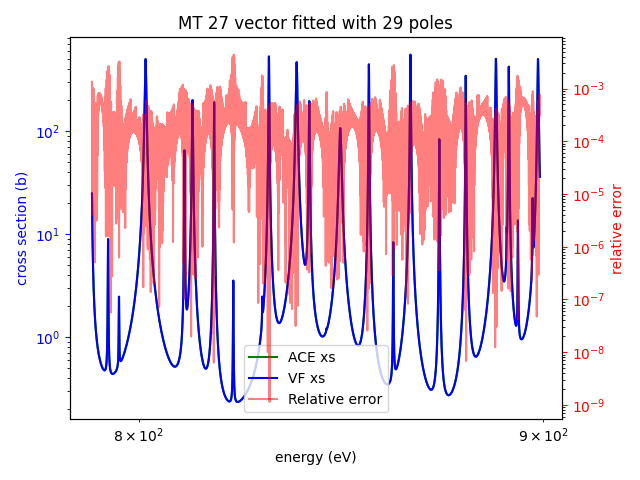 MT 27 vector fitted with 29 poles
cross section (b)
10²
10¹
10⁰
10⁻³
10⁻⁴
10⁻⁵
10⁻⁶
10⁻⁷
10⁻⁸
10⁻⁹
relative error
ACE xs
VF xs
Relative error
8 × 10²
9 × 10²
energy (eV)